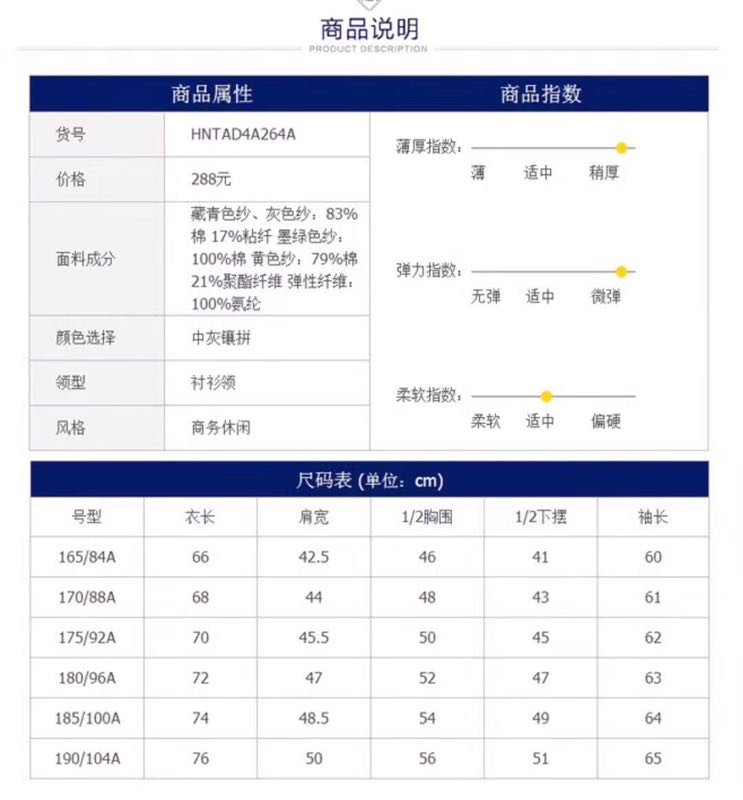 商品说明
PRODUCT DESCRIPTION
商品属性
商品指数
货号 HNTAD4A264A
价格 288元
面料成分
藏青色纱、灰色纱：83%
棉 17%粘纤 墨绿色纱：
100%棉 黄色纱：79%棉
21%聚酯纤维 弹性纤维：
100%氨纶
颜色选择 中灰镶拼
领型 衬衫领
风格 商务休闲
薄厚指数：
薄 适中 稍厚
弹力指数：
无弹 适中 微弹
柔软指数：
柔软 适中 偏硬
尺码表 (单位：cm)
号型 衣长 肩宽 1/2胸围 1/2下摆 袖长
165/84A 66 42.5 46 41 60
170/88A 68 44 48 43 61
175/92A 70 45.5 50 45 62
180/96A 72 47 52 47 63
185/100A 74 48.5 54 49 64
190/104A 76 50 56 51 65